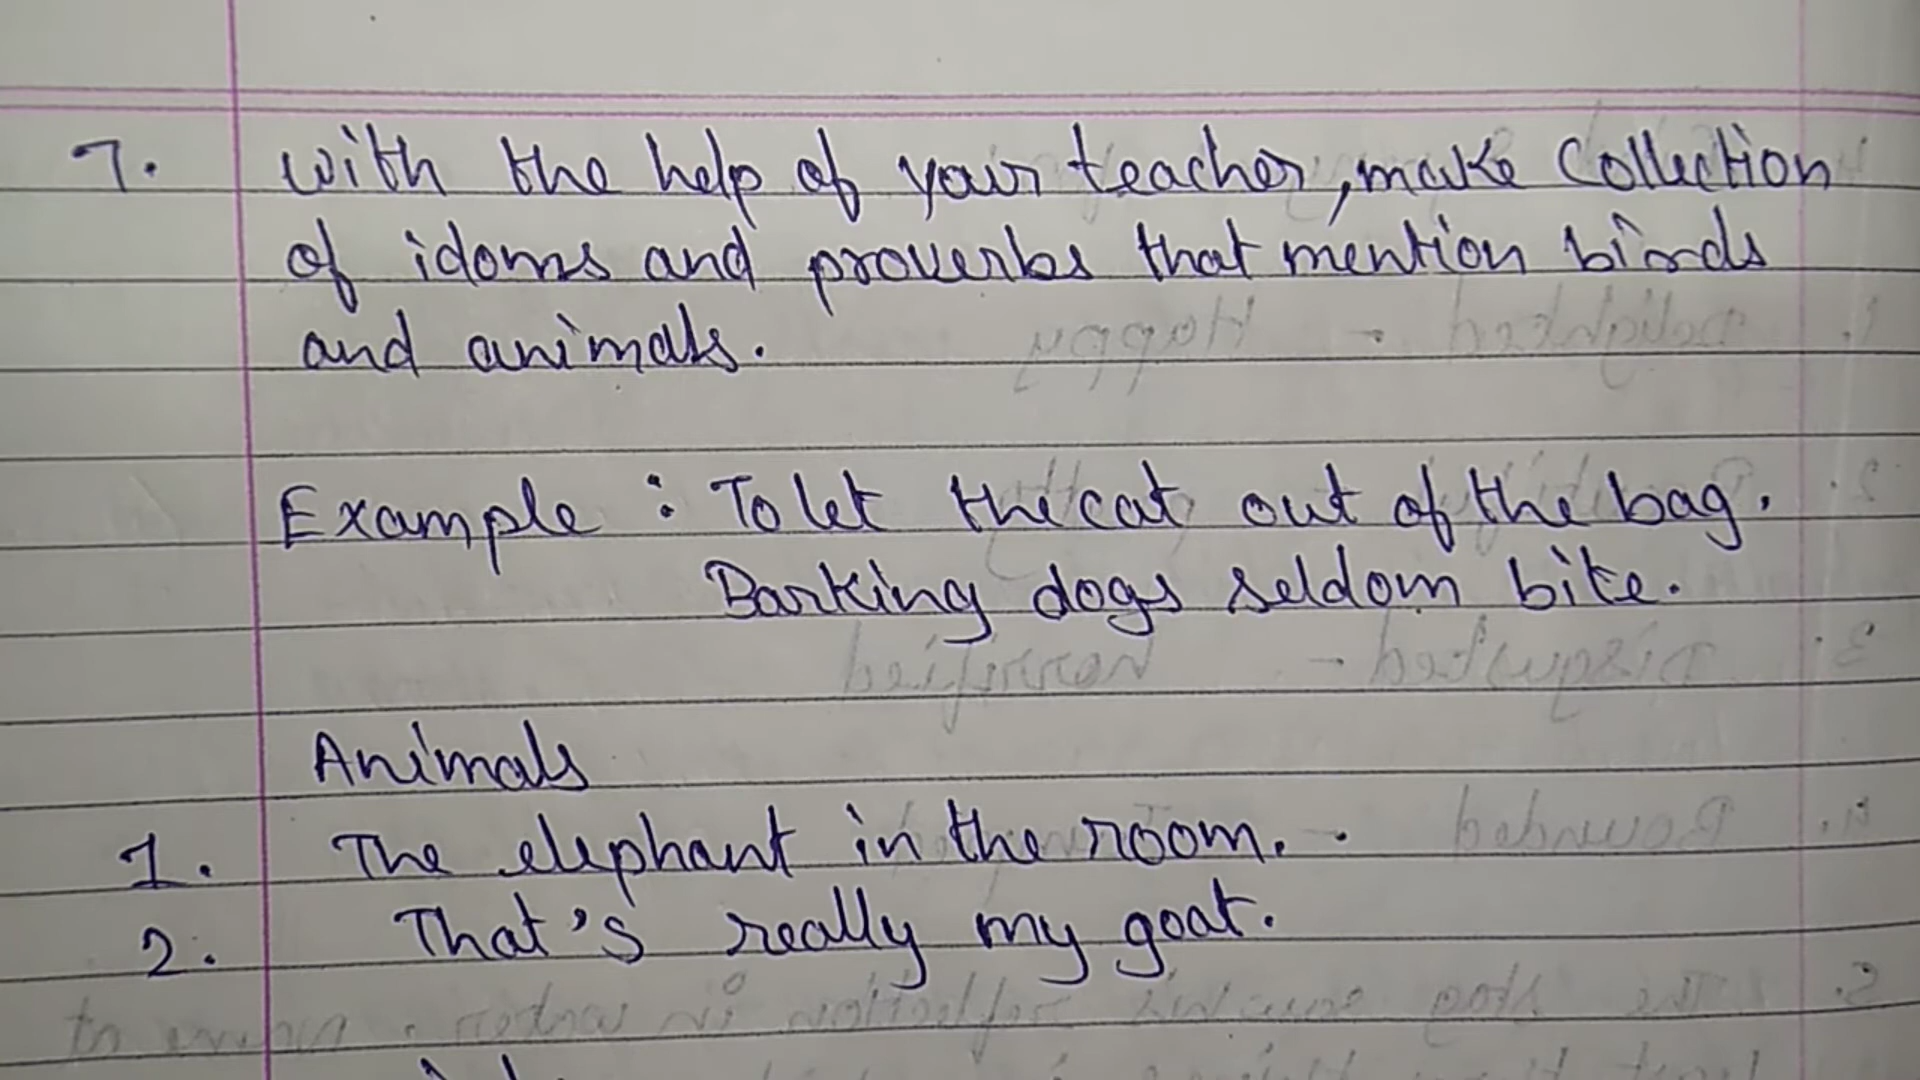 7. With the help of your teacher, make Collection
of idoms and proverbs that mention birds
and animals.
Example : To let the cat out of the bag.
Barking dogs seldom bite.
Animals
1. The elephant in the room. .
2. That's really my goat.